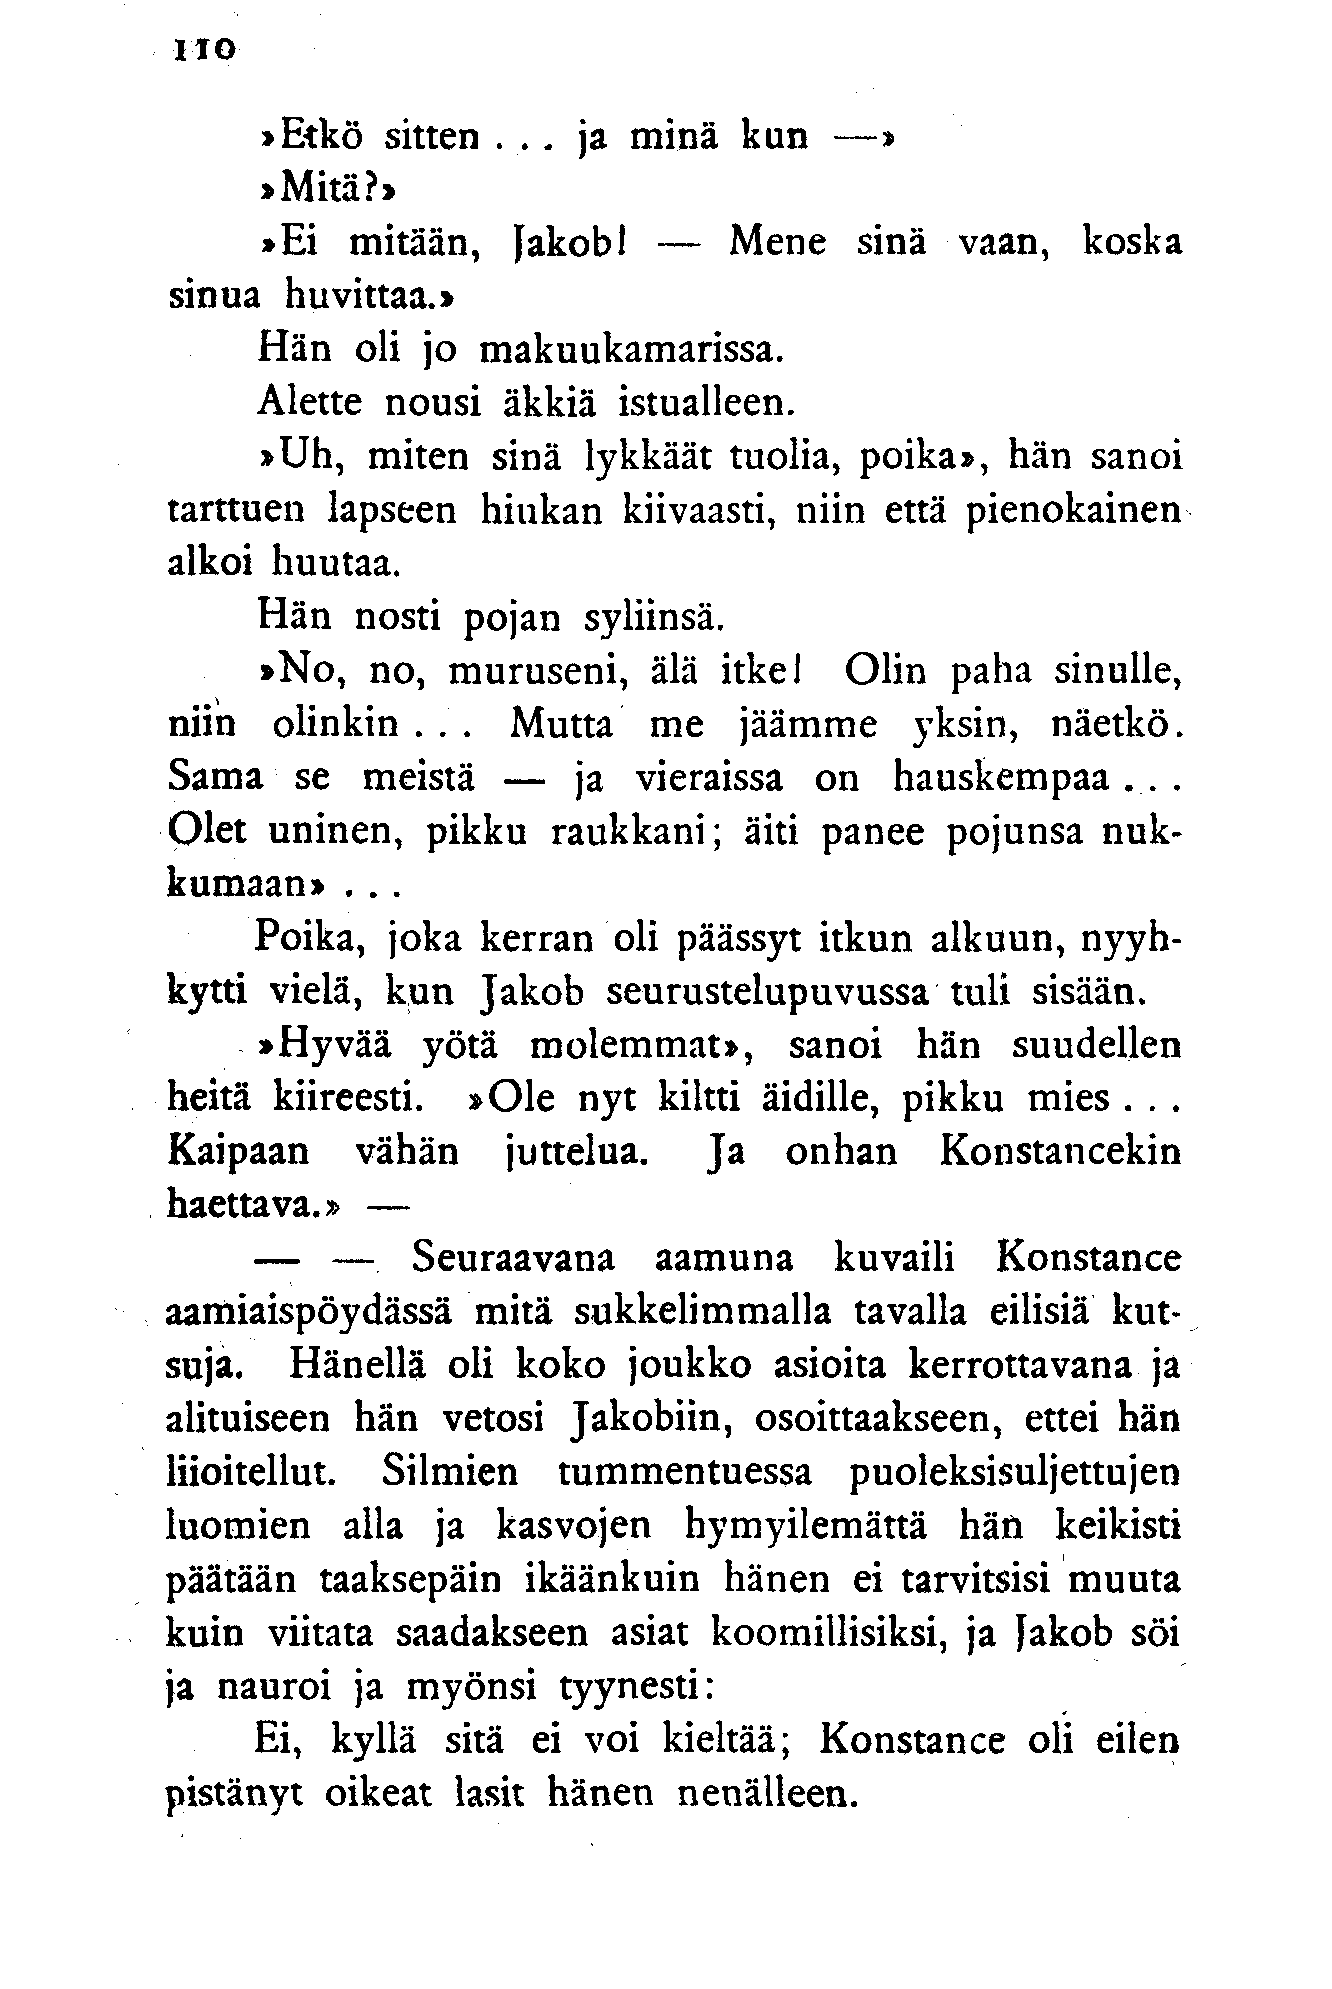 110
»Etkö sitten . . . ja minä kun —»
»Mitä?»
»Ei mitään, Jakob! — Mene sinä vaan, koska
sinua huvittaa.»
Hän oli jo makuukamarissa.
Alette nousi äkkiä istualleen.
»Uh, miten sinä lykkäät tuolia, poika», hän sanoi
tarttuen lapseen hiukan kiivaasti, niin että pienokainen
alkoi huutaa.
Hän nosti pojan syliinsä.
»No, no, muruseni, älä itke! Olin paha sinulle,
niin olinkin . . . Mutta me jäämme yksin, näetkö.
Sama se meistä — ja vieraissa on hauskempaa . . .
Olet uninen, pikku raukkani; äiti panee pojunsa nuk-
kumaan» . . .
Poika, joka kerran oli päässyt itkun alkuun, nyyh-
kytti vielä, kun Jakob seurustelupuvussa tuli sisään.
»Hyvää yötä molemmat», sanoi hän suudellen
heitä kiireesti. »Ole nyt kiltti äidille, pikku mies . . .
Kaipaan vähän juttelua. Ja onhan Konstancekin
haettava.» —
— — Seuraavana aamuna kuvaili Konstance
aamiaispöydässä mitä sukkelimmalla tavalla eilisiä kut-
suja. Hänellä oli koko joukko asioita kerrottavana ja
alituiseen hän vetosi Jakobiin, osoittaakseen, ettei hän
liioitellut. Silmien tummentuessa puoleksisuljettujen
luomien alla ja kasvojen hymyilemättä hän keikisti
päätään taaksepäin ikäänkuin hänen ei tarvitsisi muuta
kuin viitata saadakseen asiat koomillisiksi, ja Jakob söi
ja nauroi ja myönsi tyynesti:
Ei, kyllä sitä ei voi kieltää; Konstance oli eilen
pistänyt oikeat lasit hänen nenälleen.